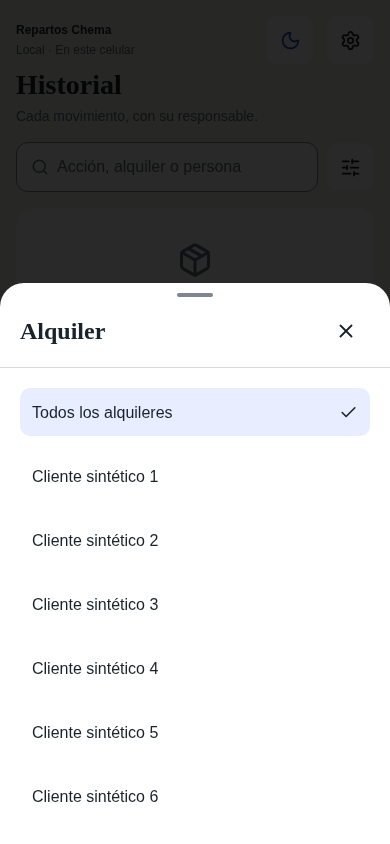 Repartos Chema
Local · En este celular
Historial
Cada movimiento, con su responsable.
Acción, alquiler o persona
Alquiler
Todos los alquileres
Cliente sintético 1
Cliente sintético 2
Cliente sintético 3
Cliente sintético 4
Cliente sintético 5
Cliente sintético 6